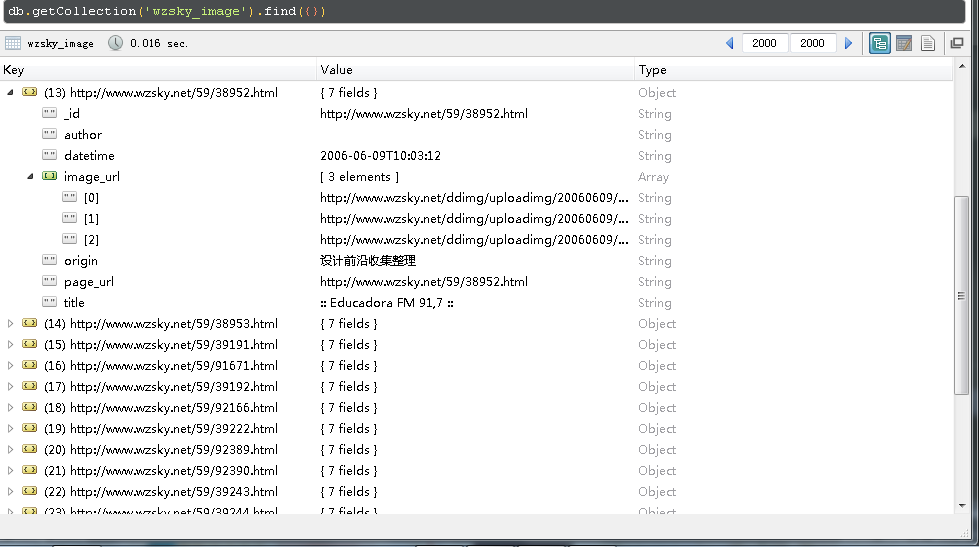 db.getCollection('wzsky_image').find({})
wzsky_image 0.016 sec. 2000 2000
Key Value Type
(13) http://www.wzsky.net/59/38952.html { 7 fields } Object
_id http://www.wzsky.net/59/38952.html String
author String
datetime 2006-06-09T10:03:12 String
image_url [ 3 elements ] Array
[0] http://www.wzsky.net/ddimg/uploadimg/20060609/... String
[1] http://www.wzsky.net/ddimg/uploadimg/20060609/... String
[2] http://www.wzsky.net/ddimg/uploadimg/20060609/... String
origin 设计前沿收集整理 String
page_url http://www.wzsky.net/59/38952.html String
title :: Educadora FM 91,7 :: String
(14) http://www.wzsky.net/59/38953.html { 7 fields } Object
(15) http://www.wzsky.net/59/39191.html { 7 fields } Object
(16) http://www.wzsky.net/59/91671.html { 7 fields } Object
(17) http://www.wzsky.net/59/39192.html { 7 fields } Object
(18) http://www.wzsky.net/59/92166.html { 7 fields } Object
(19) http://www.wzsky.net/59/39222.html { 7 fields } Object
(20) http://www.wzsky.net/59/92389.html { 7 fields } Object
(21) http://www.wzsky.net/59/92390.html { 7 fields } Object
(22) http://www.wzsky.net/59/39243.html { 7 fields } Object
(23) http://www.wzsky.net/59/39244.html { 7 fields } Object